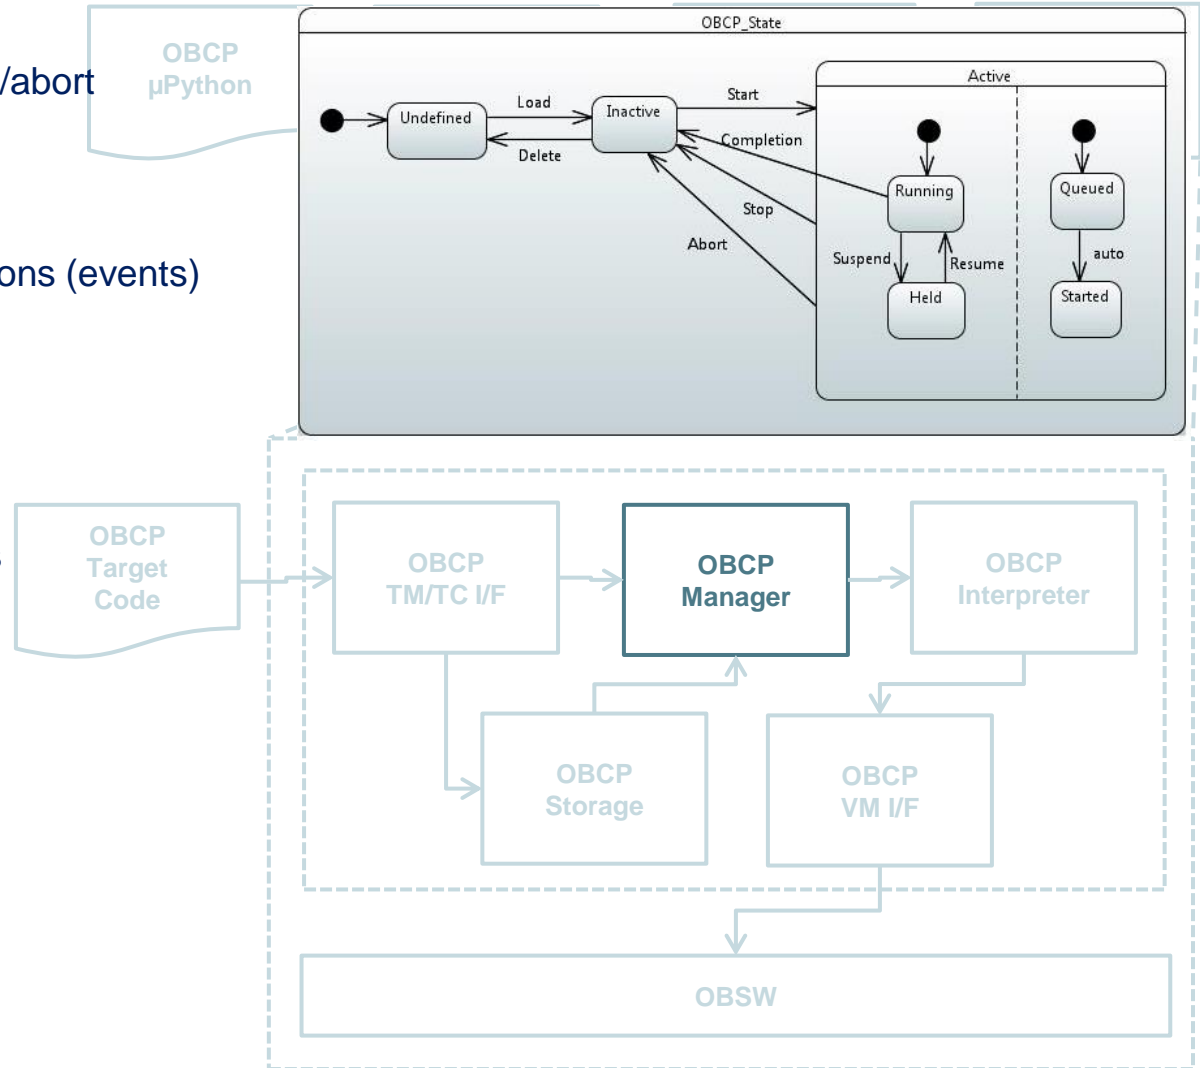 /abort
ons (events)
OBCP
µPython
OBCP_State
Undefined
Load
Delete
Inactive
Start
Completion
Stop
Abort
Active
Running
Suspend
Resume
Held
Queued
auto
Started
OBCP
Target
Code
OBCP
TM/TC I/F
OBCP
Manager
OBCP
Interpreter
OBCP
Storage
OBCP
VM I/F
OBSW